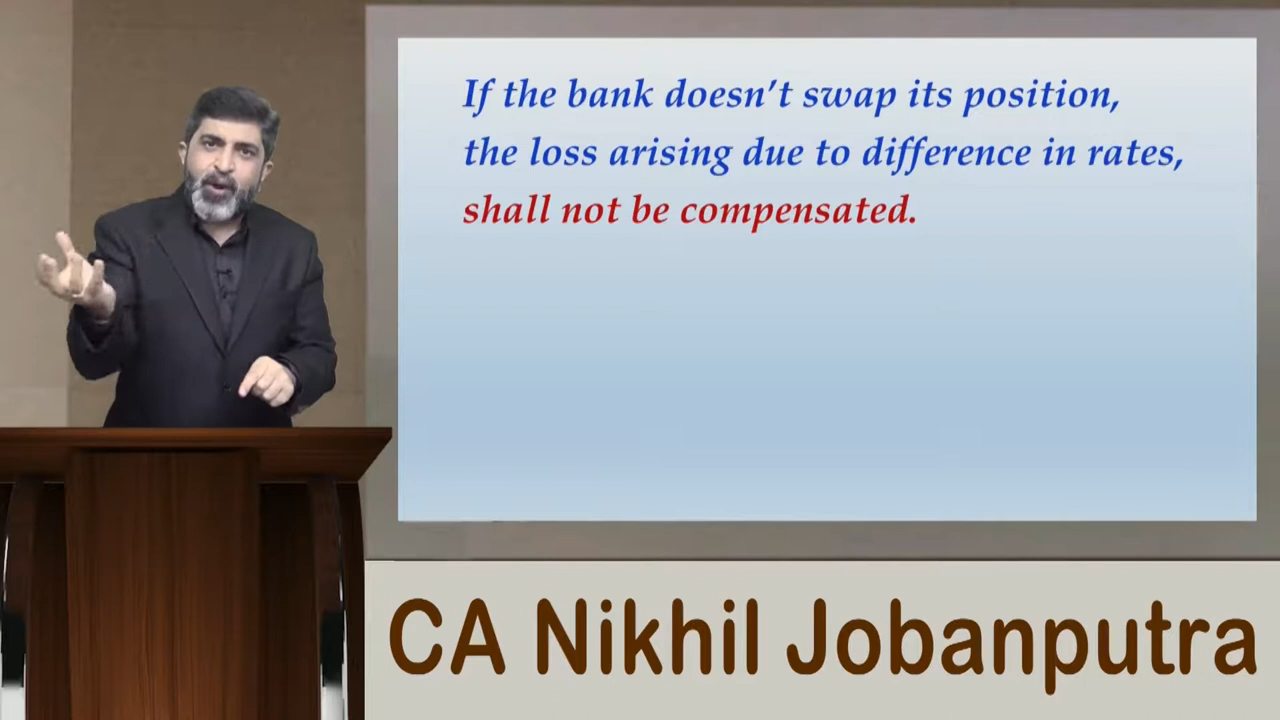 If the bank doesn’t swap its position,
the loss arising due to difference in rates,
shall not be compensated.
CA Nikhil Jobanputra